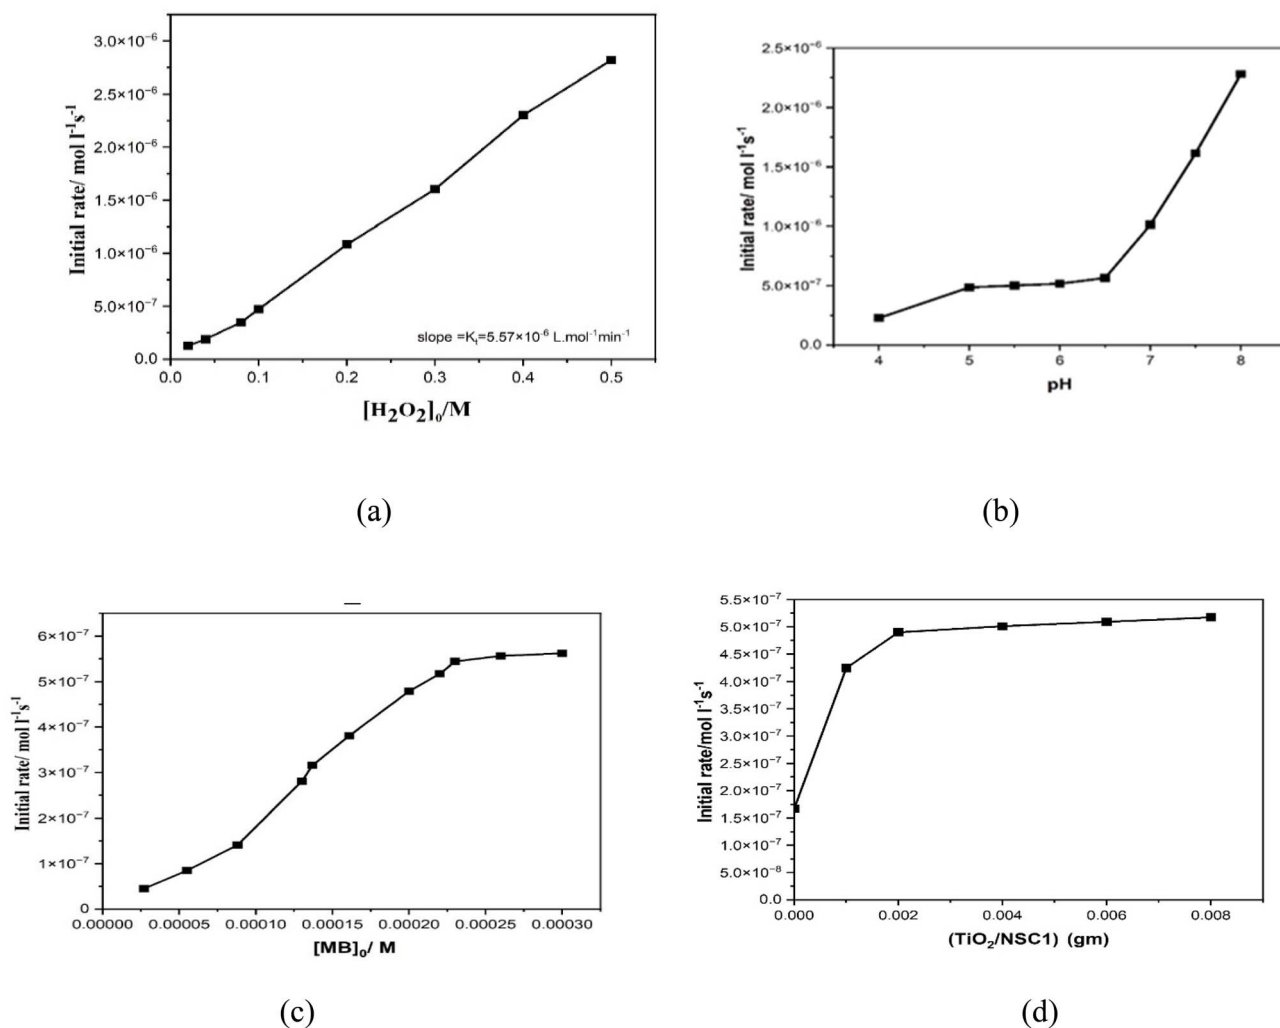 3.0×10⁻⁶
2.5×10⁻⁶
2.0×10⁻⁶
1.5×10⁻⁶
1.0×10⁻⁶
5.0×10⁻⁷
0.0
Initial rate/ mol l⁻¹s⁻¹
slope =Kₜ=5.57×10⁻⁶ L.mol⁻¹min⁻¹
0.0 0.1 0.2 0.3 0.4 0.5
[H₂O₂]₀/M
(a)
2.5×10⁻⁶
2.0×10⁻⁶
1.5×10⁻⁶
1.0×10⁻⁶
5.0×10⁻⁷
0.0
Initial rate/ mol l⁻¹s⁻¹
4 5 6 7 8
pH
(b)
6×10⁻⁷
5×10⁻⁷
4×10⁻⁷
3×10⁻⁷
2×10⁻⁷
1×10⁻⁷
0
Initial rate/ mol l⁻¹s⁻¹
0.00000 0.00005 0.00010 0.00015 0.00020 0.00025 0.00030
[MB]₀/ M
(c)
5.5×10⁻⁷
5.0×10⁻⁷
4.5×10⁻⁷
4.0×10⁻⁷
3.5×10⁻⁷
3.0×10⁻⁷
2.5×10⁻⁷
2.0×10⁻⁷
1.5×10⁻⁷
1.0×10⁻⁷
5.0×10⁻⁸
0.0
Initial rate/mol l⁻¹s⁻¹
0.000 0.002 0.004 0.006 0.008
(TiO₂/NSC1) (gm)
(d)